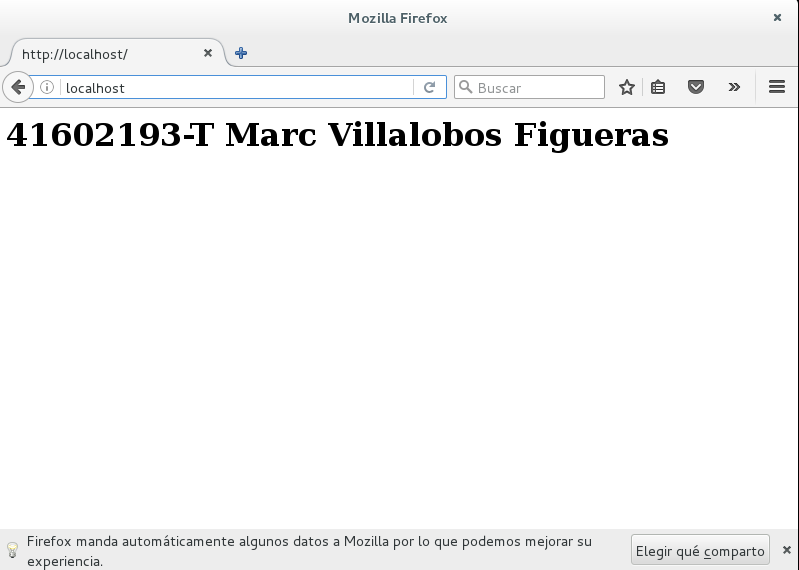 Mozilla Firefox
http://localhost/
localhost
Buscar
41602193-T Marc Villalobos Figueras
Firefox manda automáticamente algunos datos a Mozilla por lo que podemos mejorar su
experiencia.
Elegir qué comparto